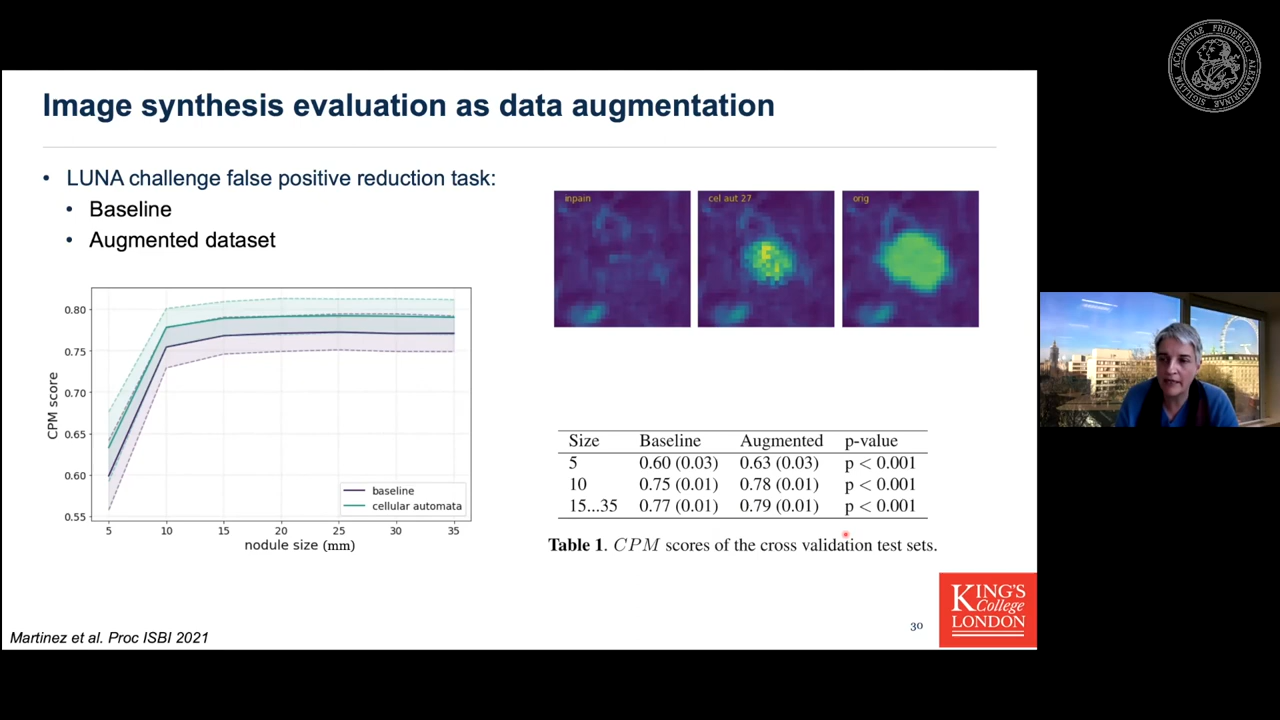 Image synthesis evaluation as data augmentation
• LUNA challenge false positive reduction task:
• Baseline
• Augmented dataset
inpain
cel aut 27
orig
CPM score
0.80
0.75
0.70
0.65
0.60
0.55
5 10 15 20 25 30 35
nodule size (mm)
baseline
cellular automata
Size Baseline Augmented p-value
5 0.60 (0.03) 0.63 (0.03) p < 0.001
10 0.75 (0.01) 0.78 (0.01) p < 0.001
15...35 0.77 (0.01) 0.79 (0.01) p < 0.001
Table 1. CPM scores of the cross validation test sets.
Martinez et al. Proc ISBI 2021
30
KING'S
College
LONDON
SIGILLVM ACADEMIAE FRIDERICO ALEXANDRINAE